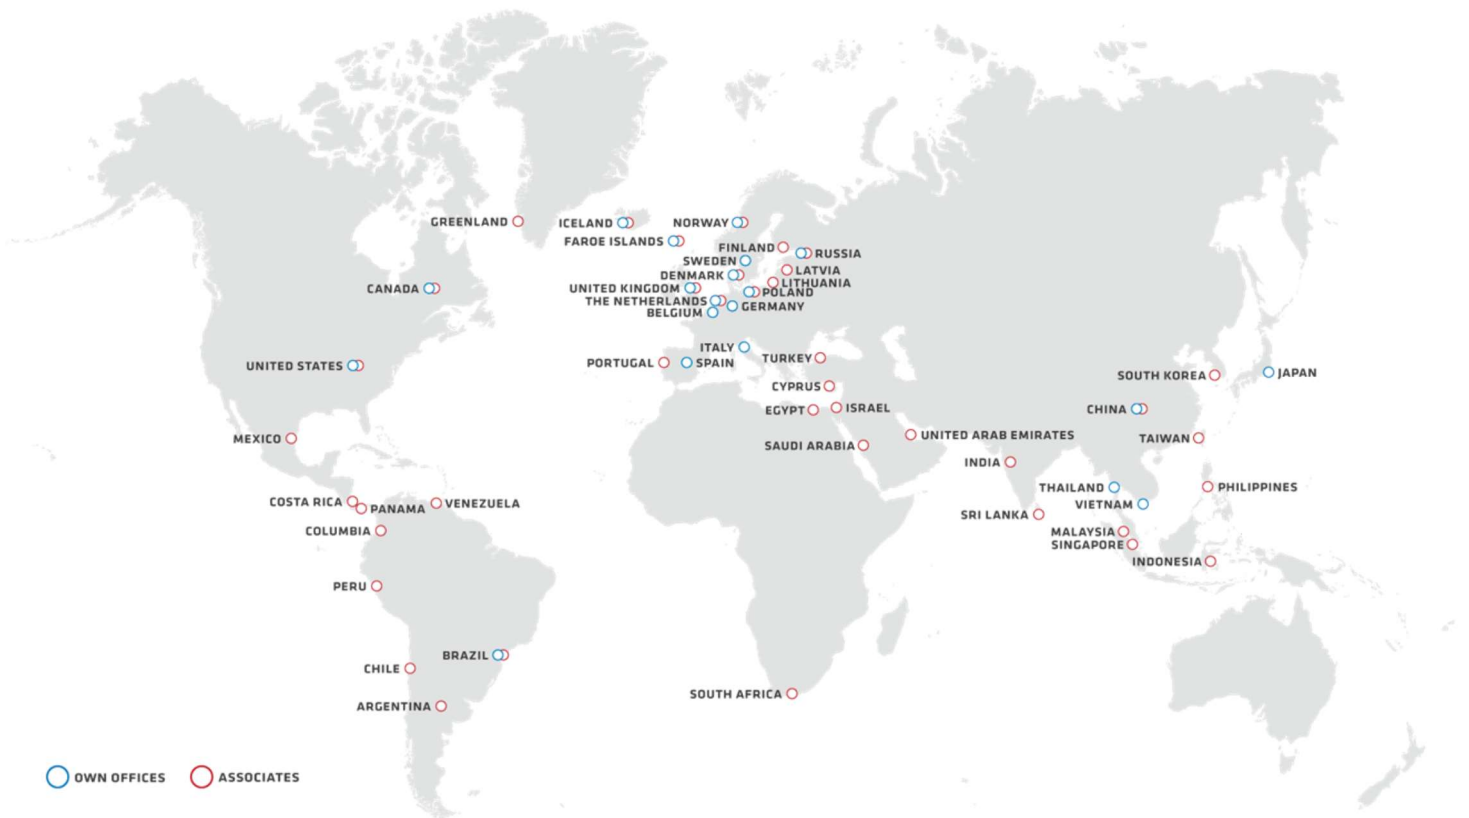 GREENLAND
ICELAND
NORWAY
FAROE ISLANDS
FINLAND
RUSSIA
SWEDEN
LATVIA
DENMARK
LITHUANIA
CANADA
UNITED KINGDOM
POLAND
THE NETHERLANDS
GERMANY
BELGIUM
ITALY
UNITED STATES
PORTUGAL
SPAIN
TURKEY
SOUTH KOREA
JAPAN
CYPRUS
EGYPT
ISRAEL
CHINA
MEXICO
SAUDI ARABIA
UNITED ARAB EMIRATES
TAIWAN
INDIA
THAILAND
PHILIPPINES
COSTA RICA
PANAMA
VENEZUELA
VIETNAM
SRI LANKA
COLUMBIA
MALAYSIA
SINGAPORE
INDONESIA
PERU
BRAZIL
CHILE
SOUTH AFRICA
ARGENTINA
OWN OFFICES
ASSOCIATES